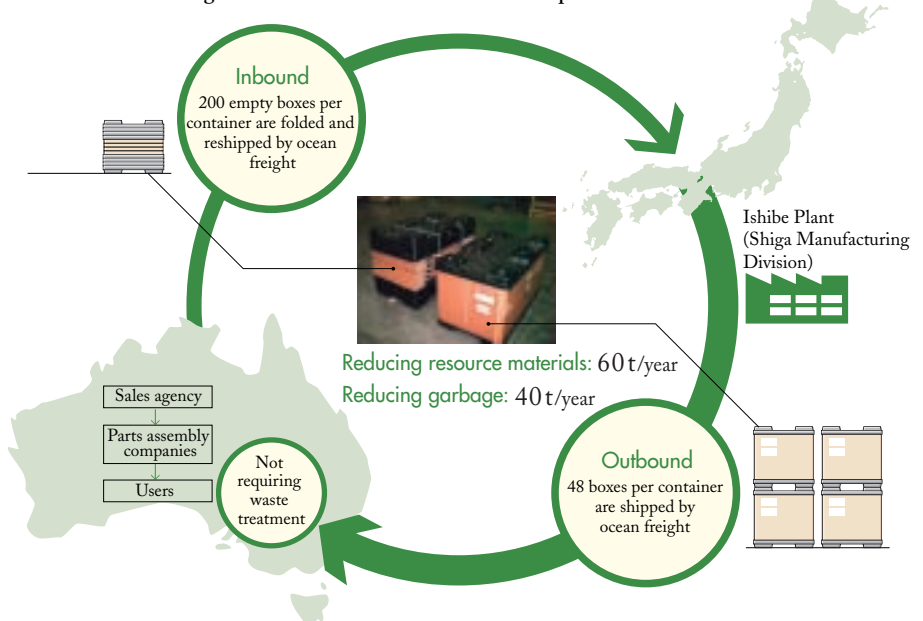 Inbound
200 empty boxes per
container are folded and
reshipped by ocean
freight
Ishibe Plant
(Shiga Manufacturing
Division)
Reducing resource materials: 60t/year
Reducing garbage: 40t/year
Sales agency
Parts assembly
companies
Users
Not
requiring
waste
treatment
Outbound
48 boxes per container
are shipped by
ocean freight